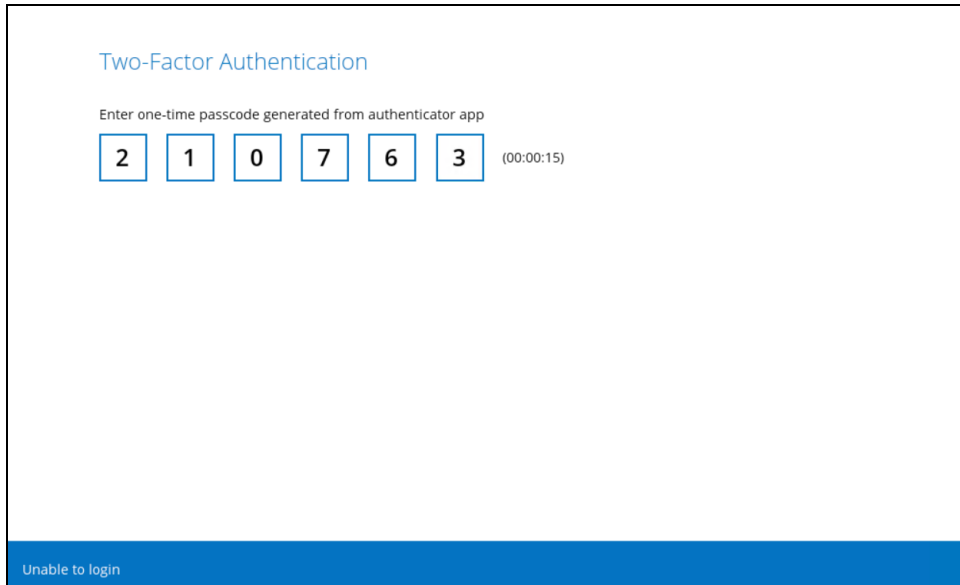 Two-Factor Authentication
Enter one-time passcode generated from authenticator app
2 1 0 7 6 3 (00:00:15)
Unable to login